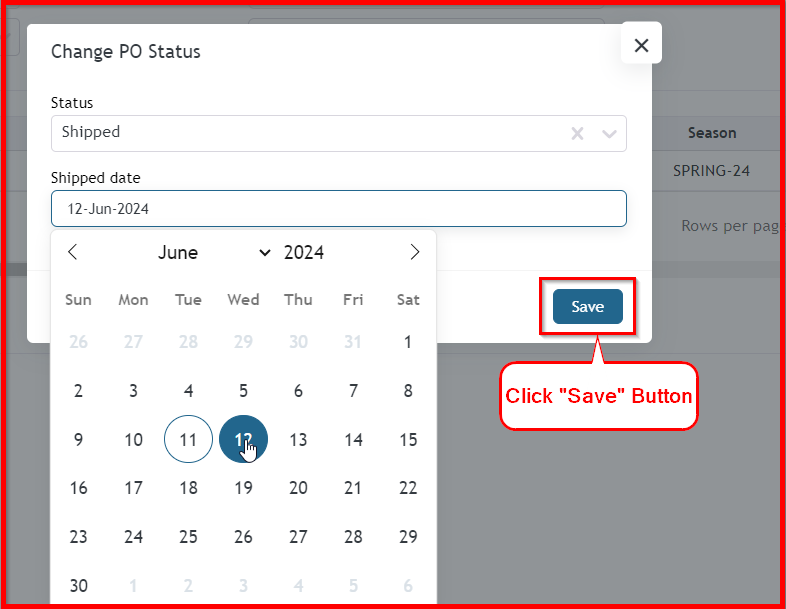 Change PO Status
Status
Shipped
Shipped date
12-Jun-2024
June 2024
Sun Mon Tue Wed Thu Fri Sat
26 27 28 29 30 31 1
2 3 4 5 6 7 8
9 10 11 12 13 14 15
16 17 18 19 20 21 22
23 24 25 26 27 28 29
30 1 2 3 4 5 6
Save
Click "Save" Button
Season
SPRING-24
Rows per pag